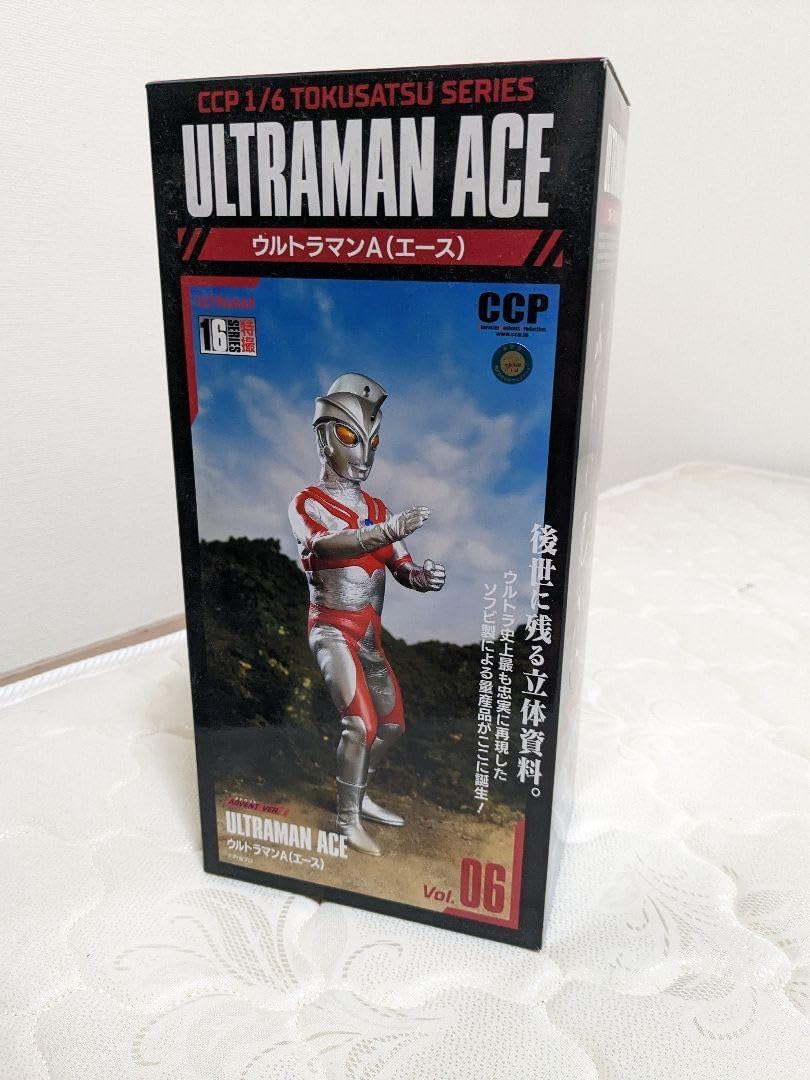 CCP 1/6 TOKUSATSU SERIES
ULTRAMAN ACE
ウルトラマンA(エース)
ULTRAMAN
1/6
SERIES
特撮
CCP
www.ccp.jp
後世に残る立体資料。
ウルトラ史上最も忠実に再現した
ソフビ製による量産品がここに誕生!
ADVENT VER.
ULTRAMAN ACE
ウルトラマンA(エース)
Vol. 06